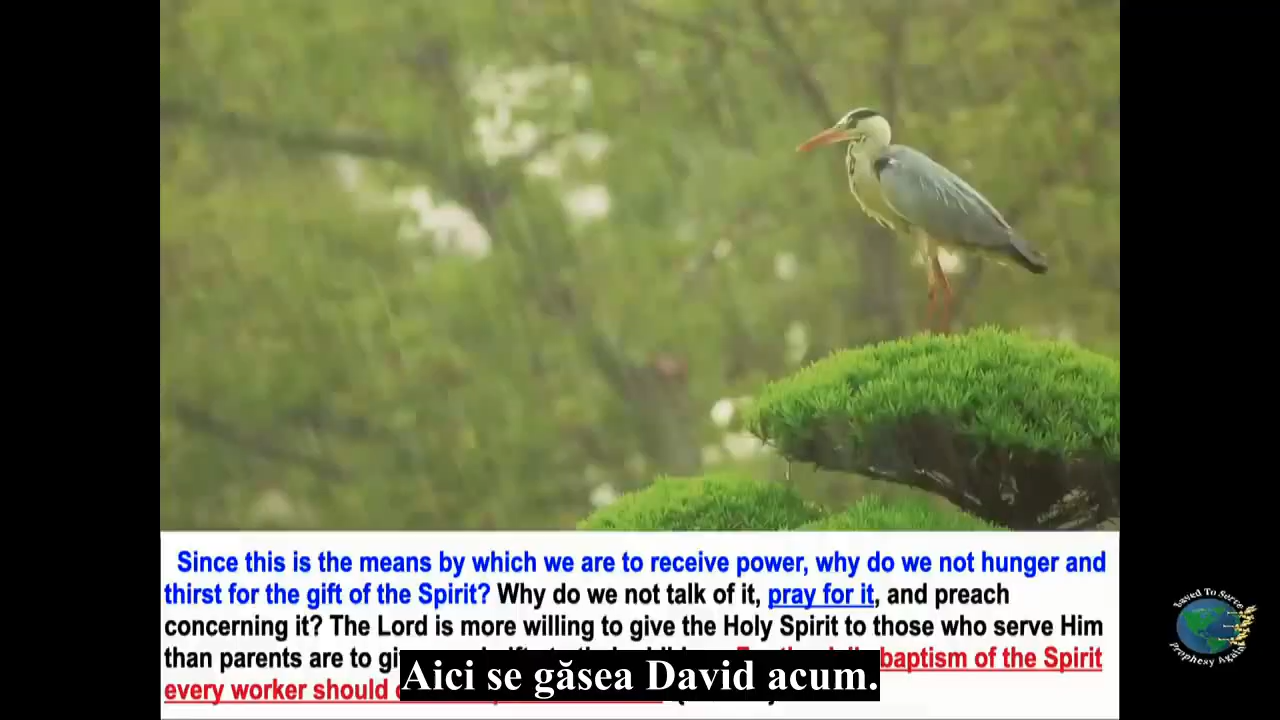 Since this is the means by which we are to receive power, why do we not hunger and
thirst for the gift of the Spirit? Why do we not talk of it, pray for it, and preach
concerning it? The Lord is more willing to give the Holy Spirit to those who serve Him
than parents are to baptism of the Spirit
every worker should
Aici se găsea David acum.
Saved To Serve
Prophesy Again